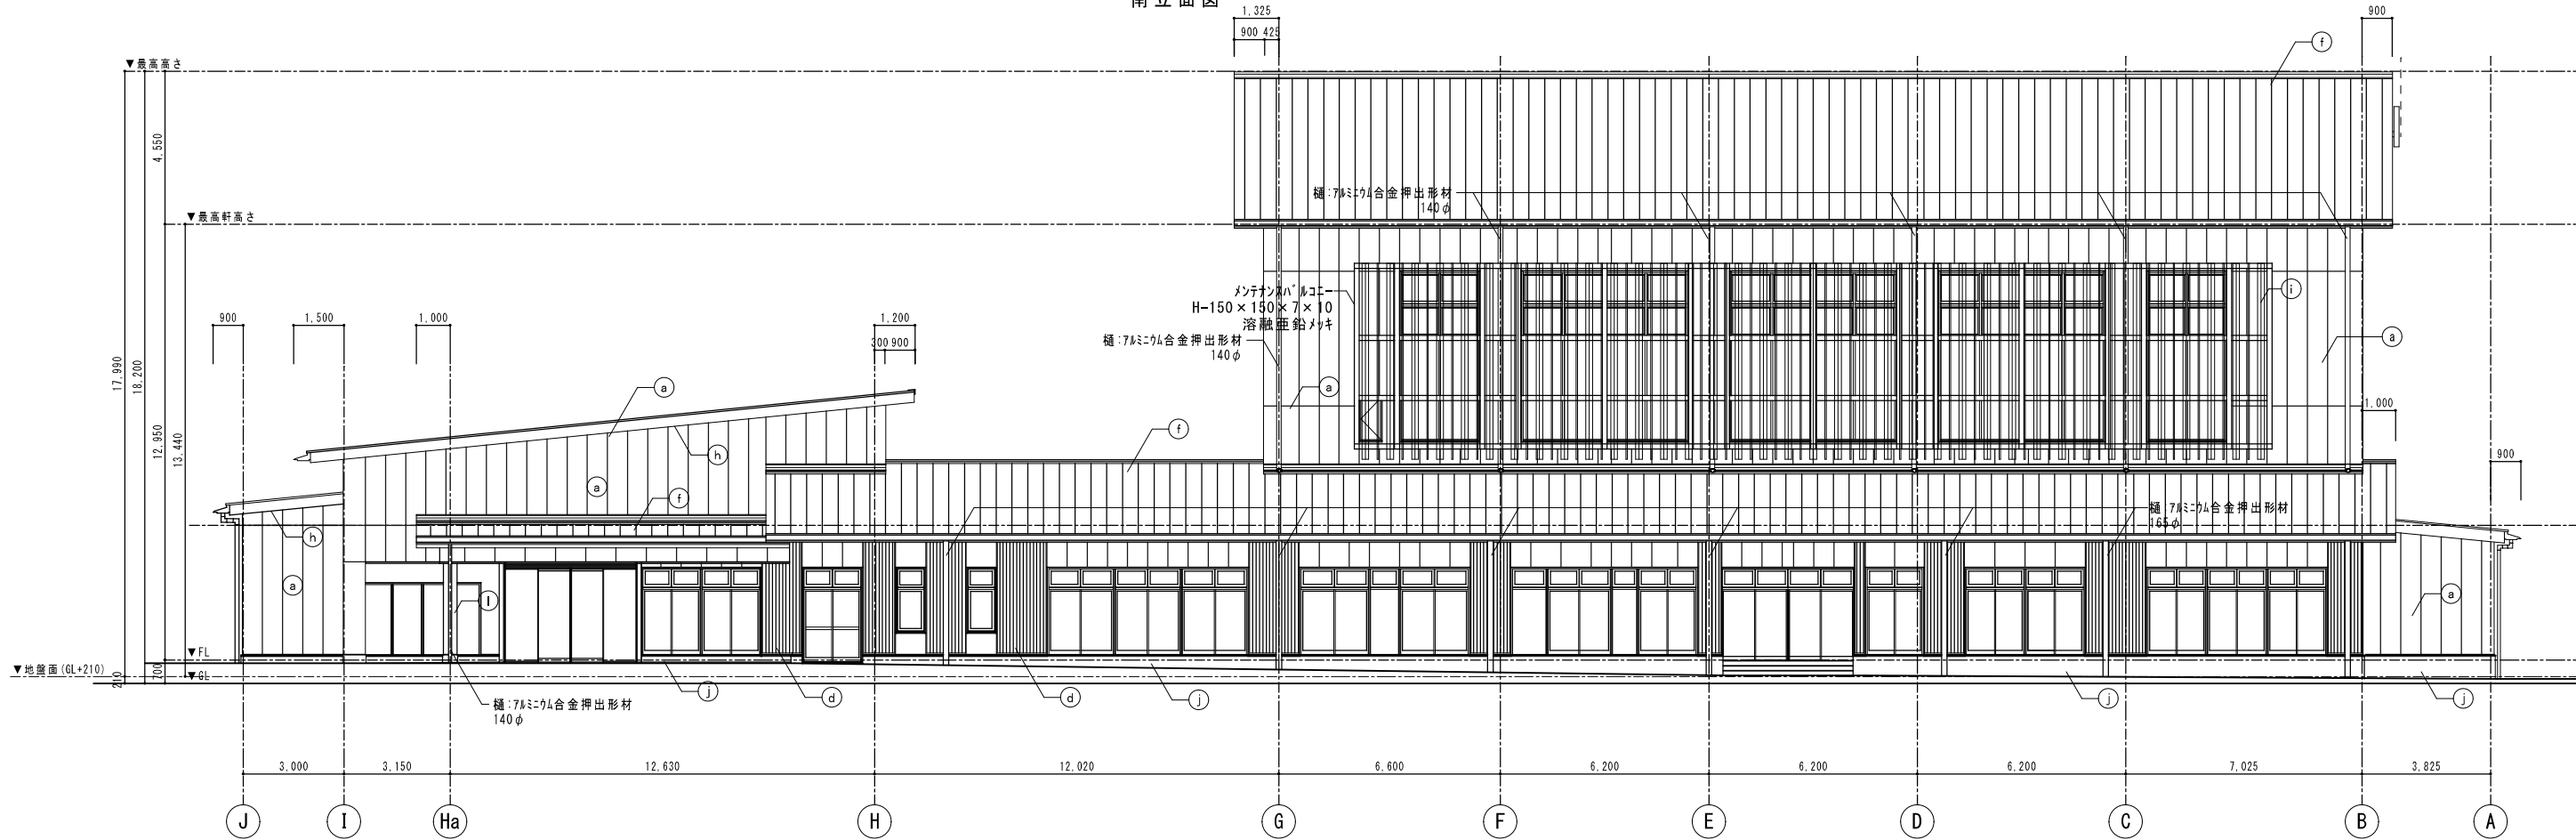 南立面図
1,325
900
900 425
f
▼最高高さ
4,550
樋:アルミニウム合金押出形材
140φ
▼最高軒高さ
メンテナンスバルコニー
H-150×150×7×10
溶融亜鉛メッキ
i
900
1,500
1,000
1,200
300 900
樋:アルミニウム合金押出形材
140φ
a
17,990
18,200
a
a
1,000
f
12,950
13,440
h
900
a
f
樋:アルミニウム合金押出形材
165φ
h
a
l
a
▼FL
▼地盤面(GL+210)
▼GL
210
700
j
d
d
j
j
j
樋:アルミニウム合金押出形材
140φ
3,000
3,150
12,630
12,020
6,600
6,200
6,200
6,200
7,025
3,825
J
I
Ha
H
G
F
E
D
C
B
A